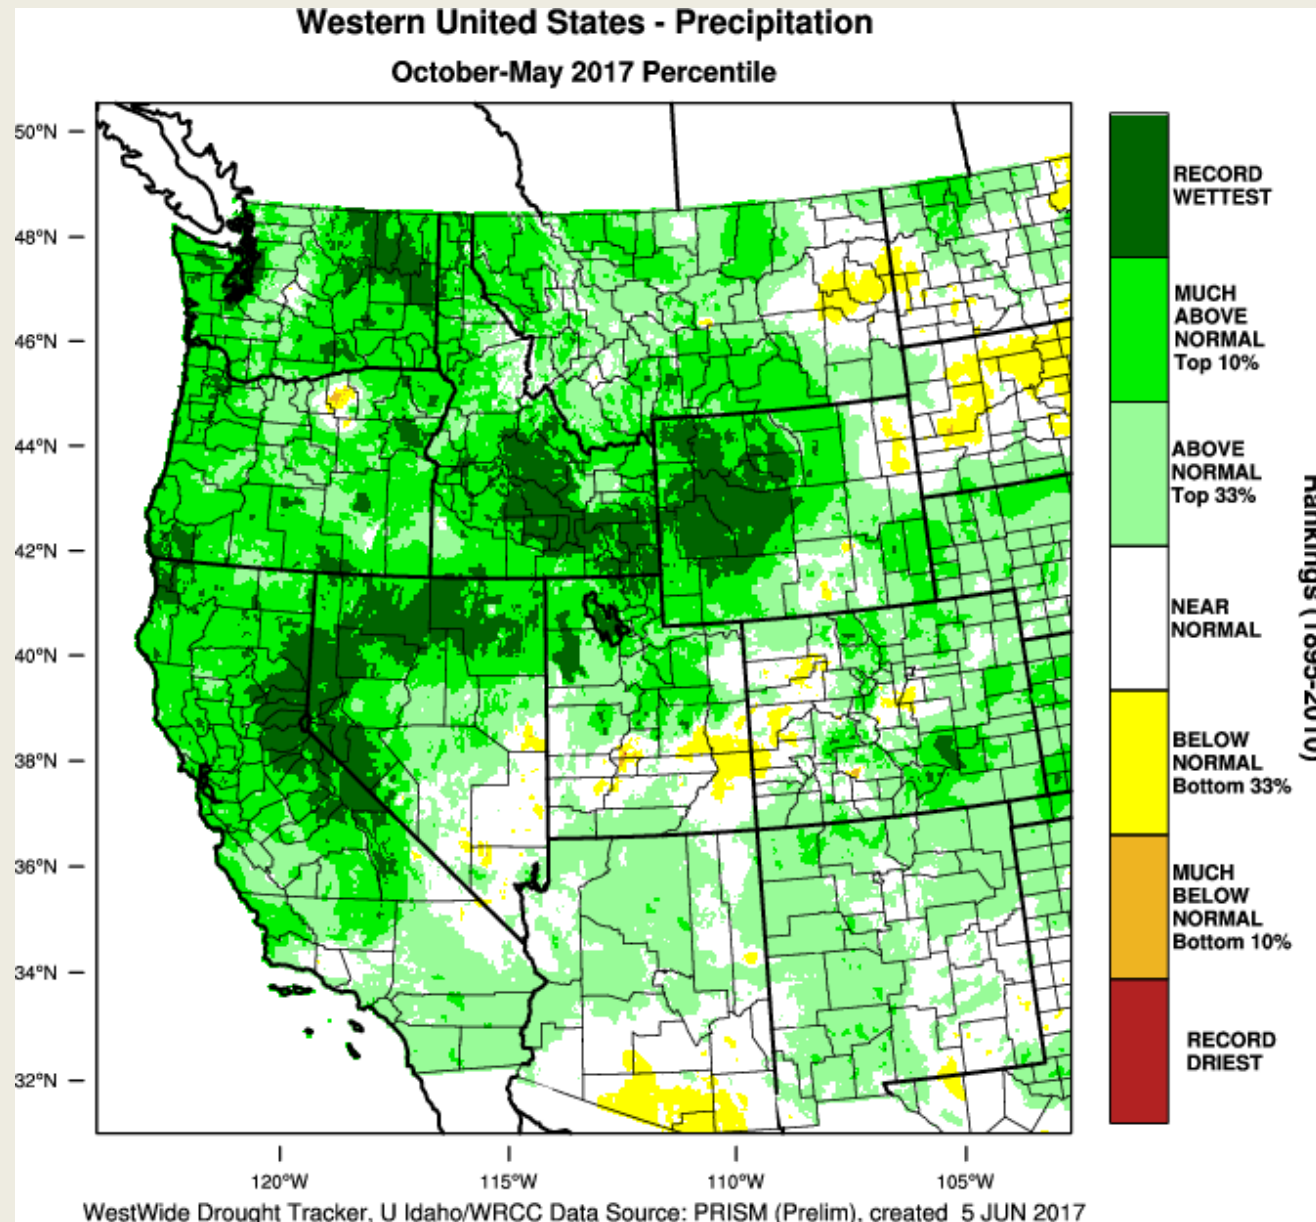 Western United States - Precipitation
October-May 2017 Percentile
50°N
48°N
46°N
44°N
42°N
40°N
38°N
36°N
34°N
32°N
120°W
115°W
110°W
105°W
RECORD
WETTEST
MUCH
ABOVE
NORMAL
Top 10%
ABOVE
NORMAL
Top 33%
NEAR
NORMAL
BELOW
NORMAL
Bottom 33%
MUCH
BELOW
NORMAL
Bottom 10%
RECORD
DRIEST
Rankings (1895-2010)
WestWide Drought Tracker, U Idaho/WRCC Data Source: PRISM (Prelim), created 5 JUN 2017